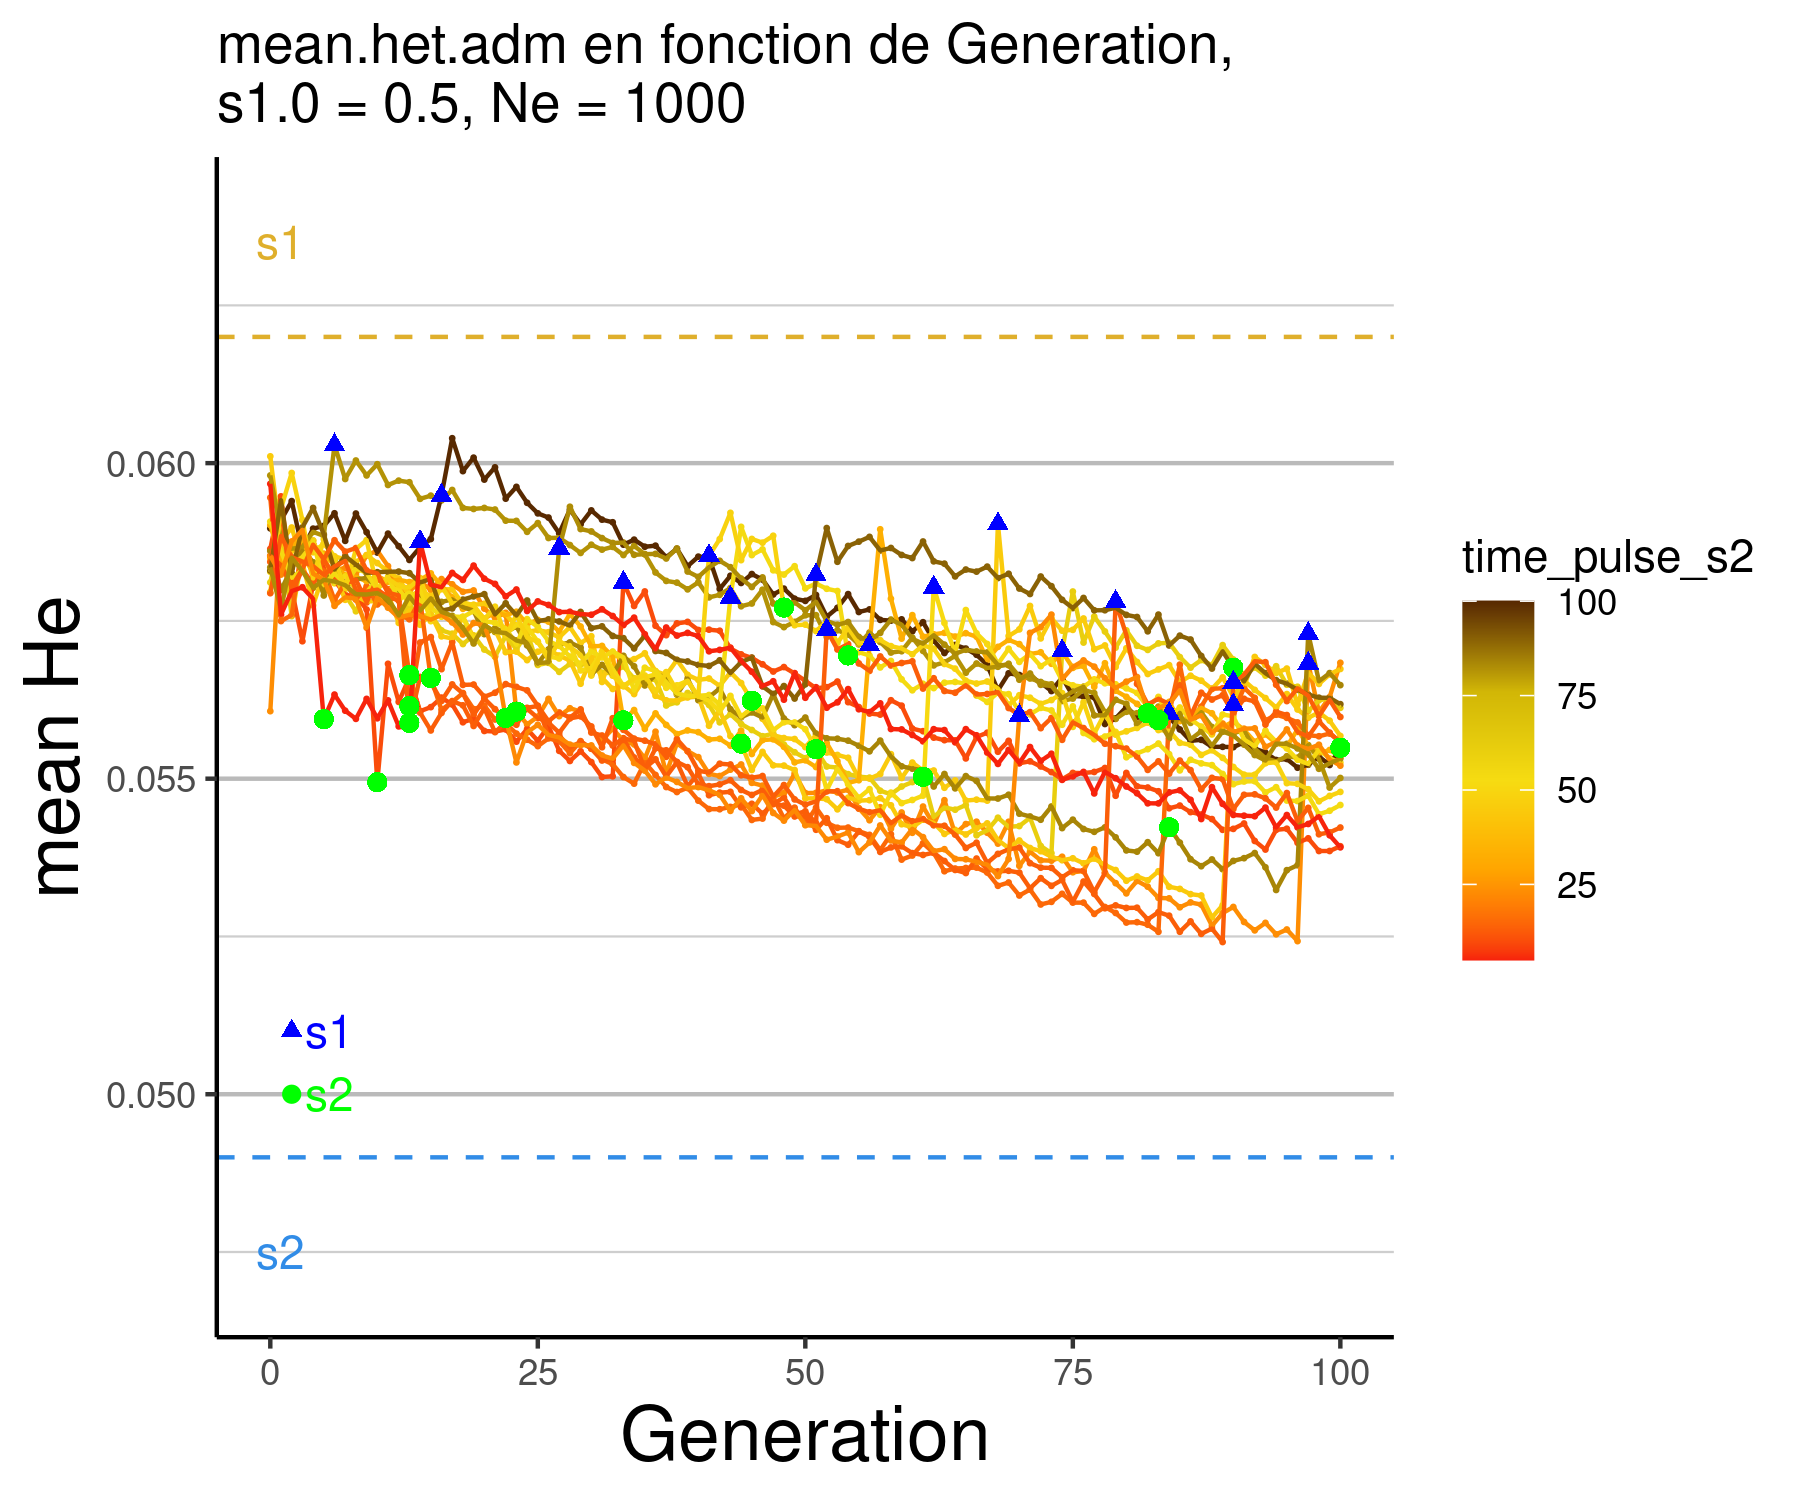 mean.het.adm en fonction de Generation,
s1.0 = 0.5, Ne = 1000
s1
0.060
0.055
0.050
s1
s2
s2
0
25
50
75
100
Generation
mean He
time_pulse_s2
100
75
50
25